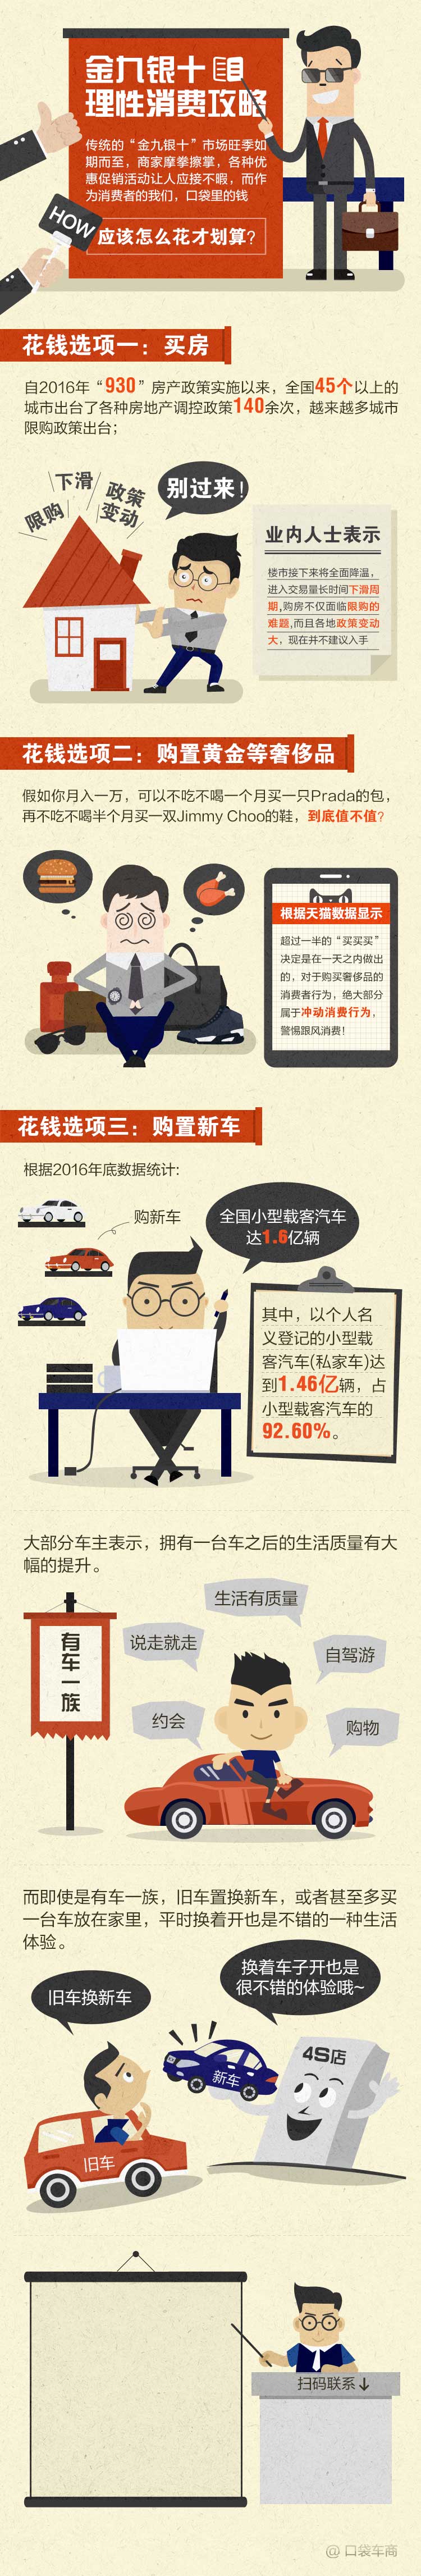 金九银十
理性消费攻略
传统的“金九银十”市场旺季如
期而至，商家摩拳擦掌，各种优
惠促销活动让人应接不暇，而作
为消费者的我们，口袋里的钱
HOW
应该怎么花才划算？
花钱选项一：买房
自2016年“930”房产政策实施以来，全国45个以上的
城市出台了各种房地产调控政策140余次，越来越多城市
限购政策出台；
限购
下滑
政策
变动
别过来！
业内人士表示
楼市接下来将全面降温，
进入交易量长时间下滑周
期，购房不仅面临限购的
难题，而且各地政策变动
大，现在并不建议入手
花钱选项二：购置黄金等奢侈品
假如你月入一万，可以不吃不喝一个月买一只Prada的包，
再不吃不喝半个月买一双Jimmy Choo的鞋，到底值不值？
根据天猫数据显示
超过一半的“买买买”
决定是在一天之内做出
的，对于购买奢侈品的
消费者行为，绝大部分
属于冲动消费行为，
警惕跟风消费！
花钱选项三：购置新车
根据2016年底数据统计：
购新车
全国小型载客汽车
达1.6亿辆
其中，以个人名
义登记的小型载
客汽车(私家车)达
到1.46亿辆，占
小型载客汽车的
92.60%。
大部分车主表示，拥有一台车之后的生活质量有大
幅的提升。
有车一族
生活有质量
说走就走
自驾游
约会
购物
而即使是有车一族，旧车置换新车，或者甚至多买
一台车放在家里，平时换着开也是不错的一种生活
体验。
旧车换新车
换着车子开也是
很不错的体验哦~
4S店
新车
旧车
扫码联系↓
@ 口袋车商